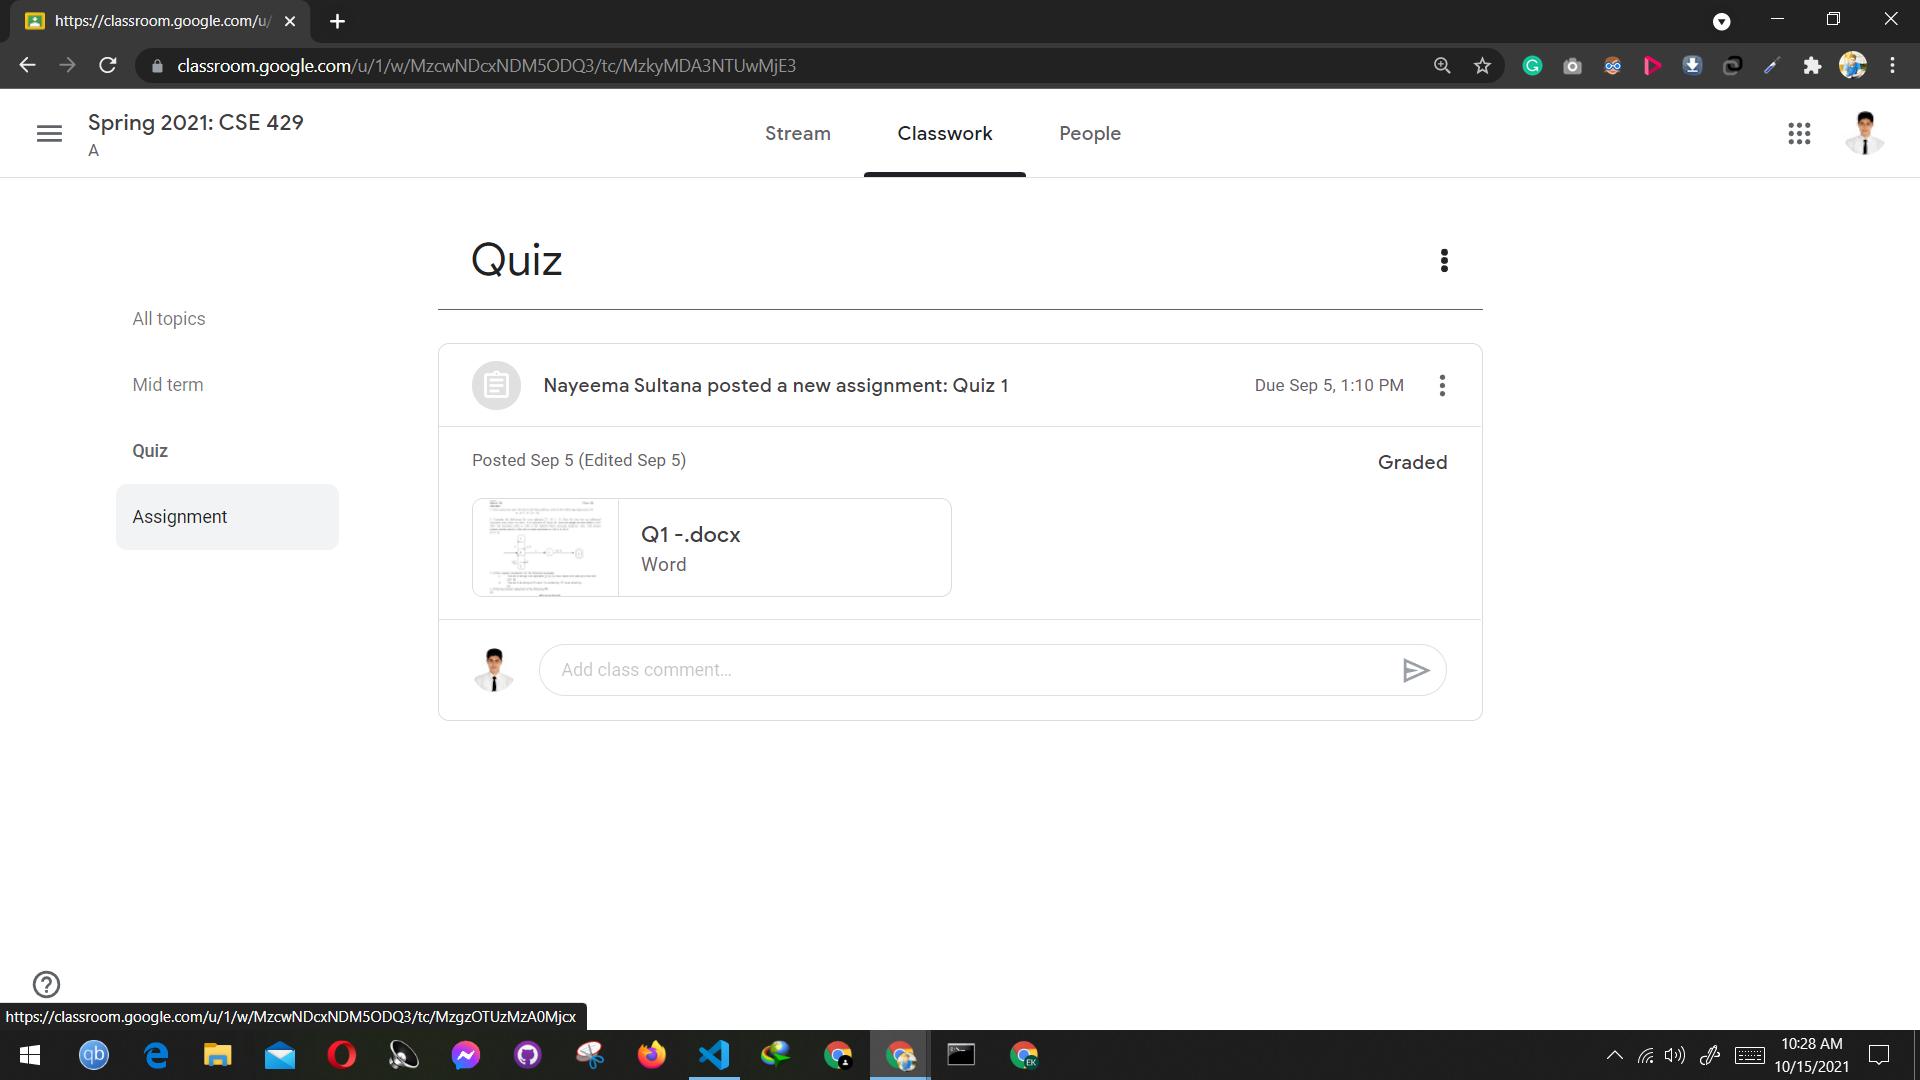 https://classroom.google.com/u/
classroom.google.com/u/1/w/MzcwNDcxNDM5ODQ3/tc/MzkyMDA3NTUwMjE3
Spring 2021: CSE 429
A
Stream
Classwork
People
Quiz
All topics
Mid term
Quiz
Assignment
Nayeema Sultana posted a new assignment: Quiz 1
Due Sep 5, 1:10 PM
Posted Sep 5 (Edited Sep 5)
Graded
Q1 -.docx
Word
Add class comment...
https://classroom.google.com/u/1/w/MzcwNDcxNDM5ODQ3/tc/MzgzOTUzMzA0Mjcx
qb
EK
10:28 AM
10/15/2021